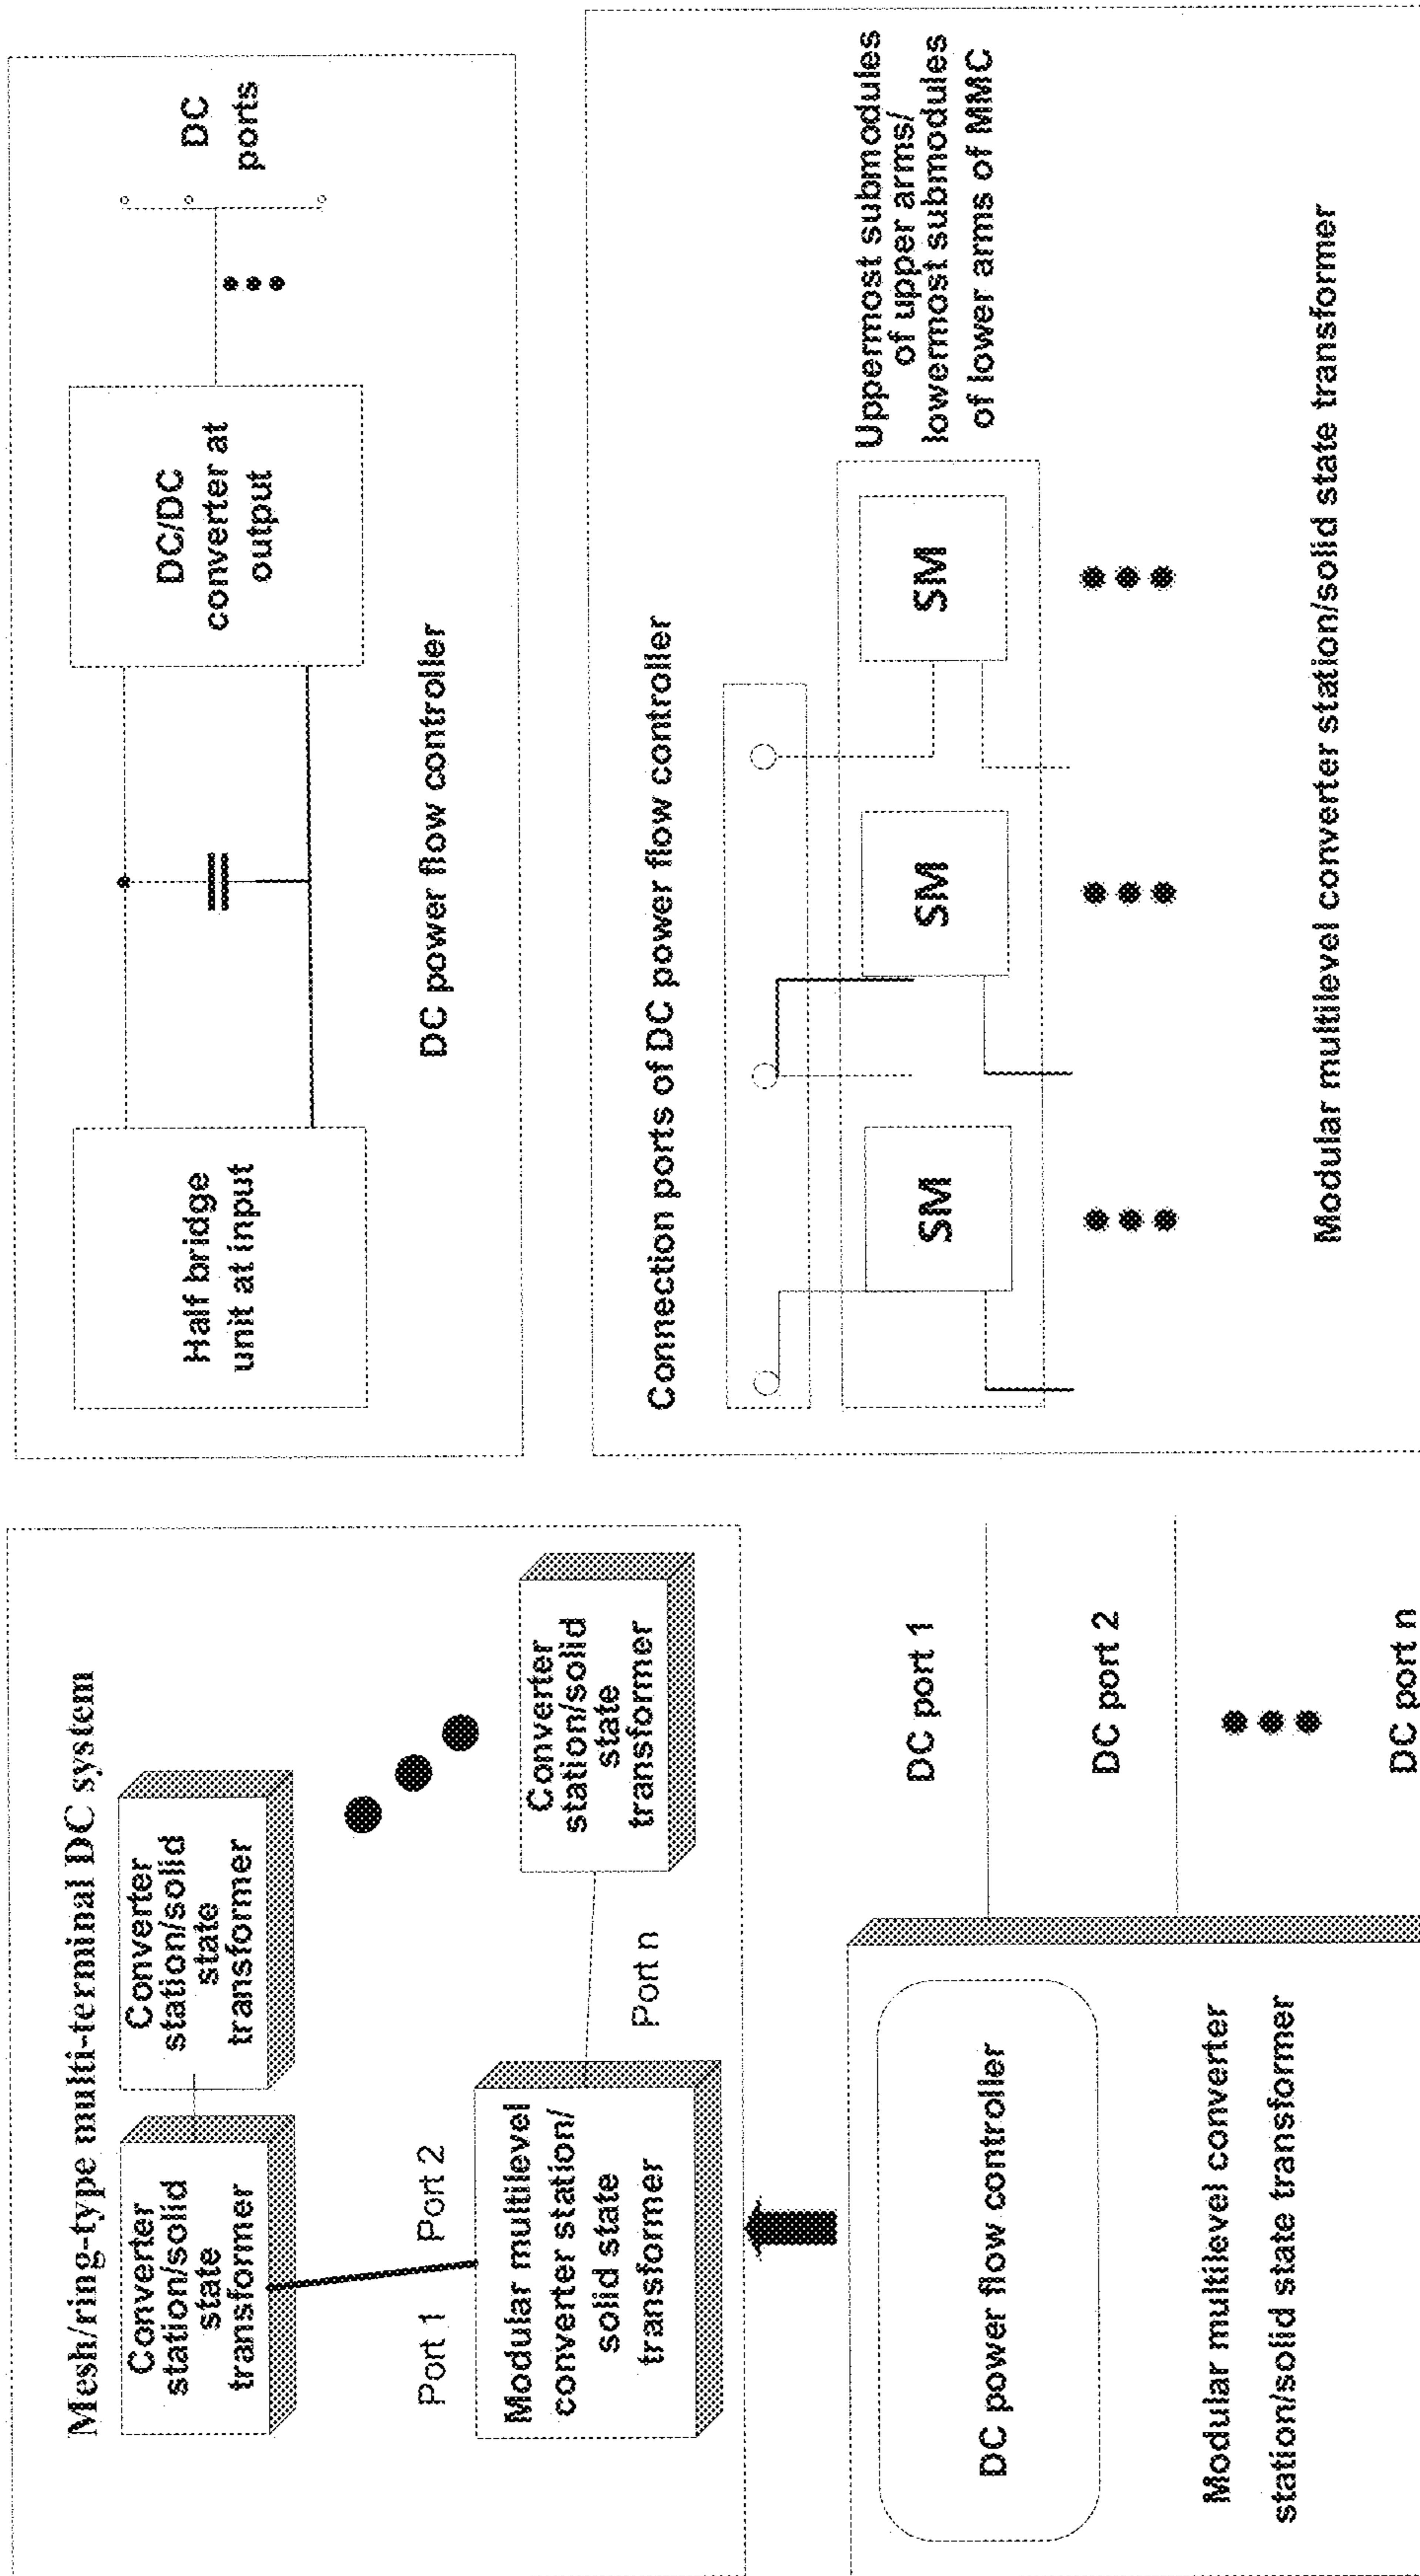 Mesh/ring-type multi-terminal DC system
Converter
station/solid
state
transformer
Converter
station/solid
state
transformer
Port 1
Port 2
Modular multilevel
converter station/
solid state
transformer
Port n
Converter
station/solid
state
transformer
DC power flow controller
Modular multilevel converter
station/solid state transformer
DC port 1
DC port 2
DC port n
Half bridge
unit at input
DC/DC
converter at
output
DC
ports
DC power flow controller
Connection ports of DC power flow controller
SM
SM
SM
Uppermost submodules
of upper arms/
lowermost submodules
of lower arms of MMC
Modular multilevel converter station/solid state transformer